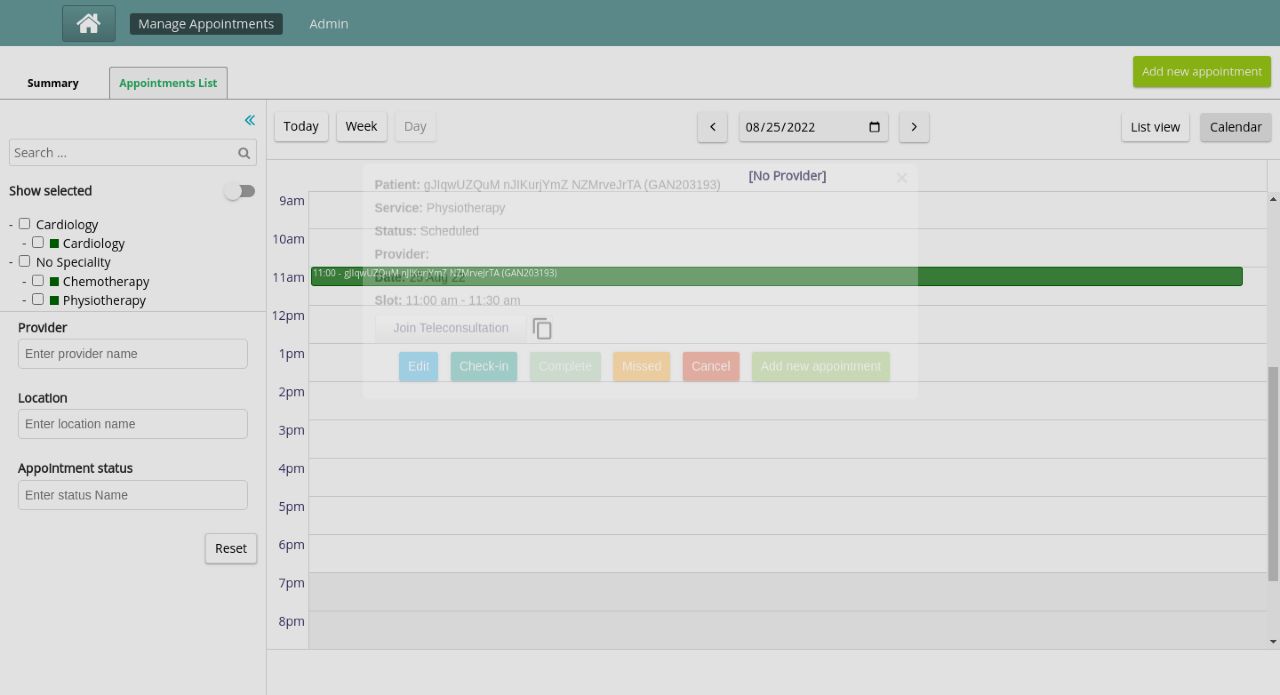 Manage Appointments Admin
Summary Appointments List Add new appointment
Today Week Day 08/25/2022 List view Calendar
Search ...
Show selected
- Cardiology
- Cardiology
- No Speciality
- Chemotherapy
- Physiotherapy
Provider
Enter provider name
Location
Enter location name
Appointment status
Enter status Name
Reset
[No Provider]
9am
10am
11am
12pm
1pm
2pm
3pm
4pm
5pm
6pm
7pm
8pm
11:00 - gJIqwUZQuM nJIKurjYmZ NZMrveJrTA (GAN203193)
Patient: gJIqwUZQuM nJIKurjYmZ NZMrveJrTA (GAN203193)
Service: Physiotherapy
Status: Scheduled
Provider:
Date: 25 Aug 22
Slot: 11:00 am - 11:30 am
Join Teleconsultation
Edit Check-in Complete Missed Cancel Add new appointment